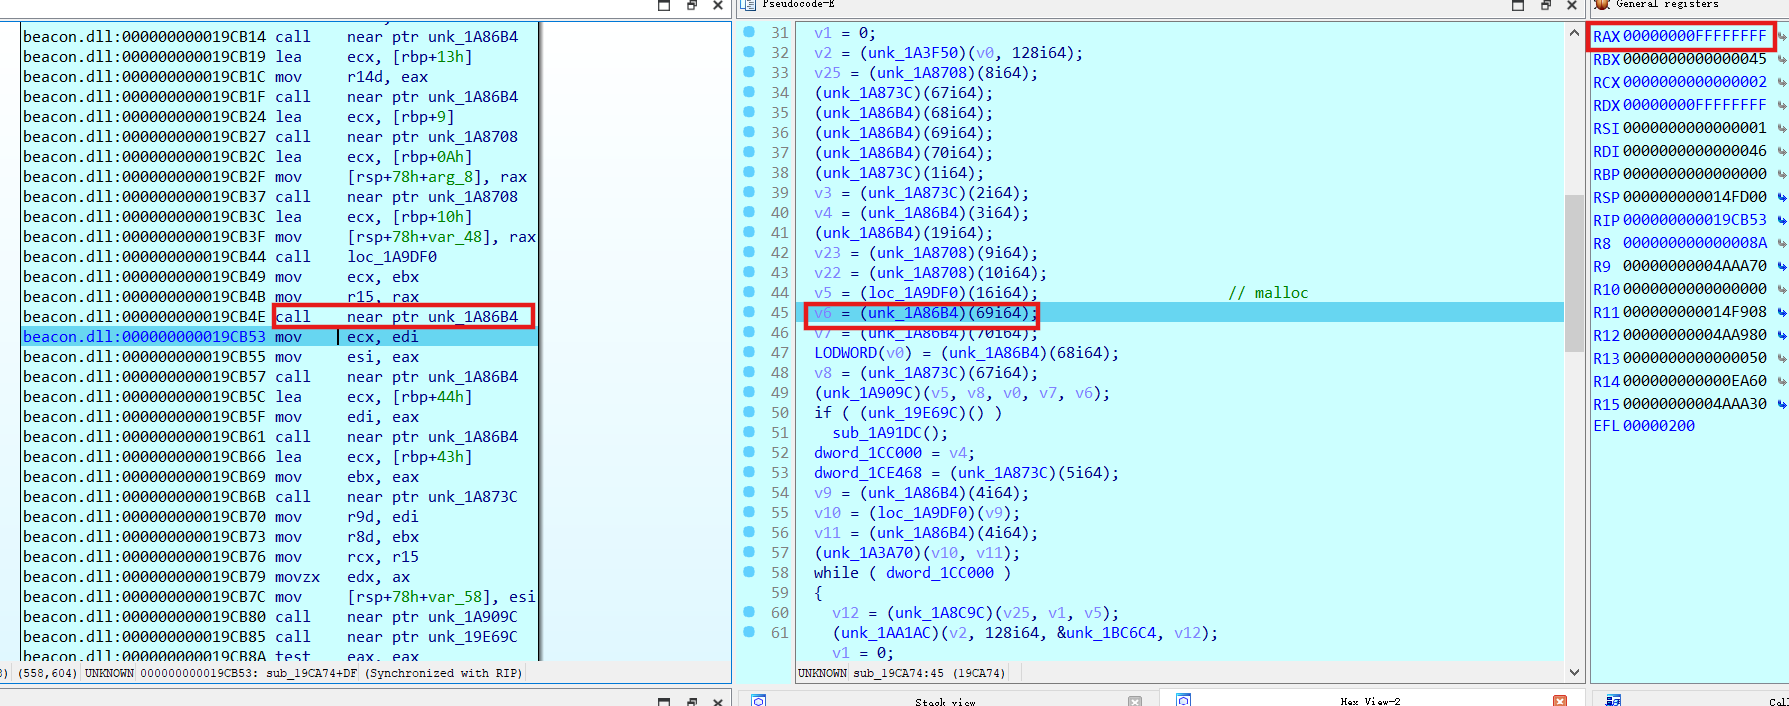 Pseudocode-E
General registers
beacon.dll:000000000019CB14 call near ptr unk_1A86B4
beacon.dll:000000000019CB19 lea ecx, [rbp+13h]
beacon.dll:000000000019CB1C mov r14d, eax
beacon.dll:000000000019CB1F call near ptr unk_1A86B4
beacon.dll:000000000019CB24 lea ecx, [rbp+9]
beacon.dll:000000000019CB27 call near ptr unk_1A8708
beacon.dll:000000000019CB2C lea ecx, [rbp+0Ah]
beacon.dll:000000000019CB2F mov [rsp+78h+arg_8], rax
beacon.dll:000000000019CB37 call near ptr unk_1A8708
beacon.dll:000000000019CB3C lea ecx, [rbp+10h]
beacon.dll:000000000019CB3F mov [rsp+78h+var_48], rax
beacon.dll:000000000019CB44 call loc_1A9DF0
beacon.dll:000000000019CB49 mov ecx, ebx
beacon.dll:000000000019CB4B mov r15, rax
beacon.dll:000000000019CB4E call near ptr unk_1A86B4
beacon.dll:000000000019CB53 mov ecx, edi
beacon.dll:000000000019CB55 mov esi, eax
beacon.dll:000000000019CB57 call near ptr unk_1A86B4
beacon.dll:000000000019CB5C lea ecx, [rbp+44h]
beacon.dll:000000000019CB5F mov edi, eax
beacon.dll:000000000019CB61 call near ptr unk_1A86B4
beacon.dll:000000000019CB66 lea ecx, [rbp+43h]
beacon.dll:000000000019CB69 mov ebx, eax
beacon.dll:000000000019CB6B call near ptr unk_1A873C
beacon.dll:000000000019CB70 mov r9d, edi
beacon.dll:000000000019CB73 mov r8d, ebx
beacon.dll:000000000019CB76 mov rcx, r15
beacon.dll:000000000019CB79 movzx edx, ax
beacon.dll:000000000019CB7C mov [rsp+78h+var_58], esi
beacon.dll:000000000019CB80 call near ptr unk_1A909C
beacon.dll:000000000019CB85 call near ptr unk_19E69C
beacon.dll:000000000019CB8A test eax, eax
) (558,604) UNKNOWN 000000000019CB53: sub_19CA74+DF (Synchronized with RIP)
31 v1 = 0;
32 v2 = (unk_1A3F50)(v0, 128i64);
33 v25 = (unk_1A8708)(8i64);
34 (unk_1A873C)(67i64);
35 (unk_1A86B4)(68i64);
36 (unk_1A86B4)(69i64);
37 (unk_1A86B4)(70i64);
38 (unk_1A873C)(1i64);
39 v3 = (unk_1A873C)(2i64);
40 v4 = (unk_1A86B4)(3i64);
41 (unk_1A86B4)(19i64);
42 v23 = (unk_1A8708)(9i64);
43 v22 = (unk_1A8708)(10i64);
44 v5 = (loc_1A9DF0)(16i64); // malloc
45 v6 = (unk_1A86B4)(69i64);
46 v7 = (unk_1A86B4)(70i64);
47 LODWORD(v0) = (unk_1A86B4)(68i64);
48 v8 = (unk_1A873C)(67i64);
49 (unk_1A909C)(v5, v8, v0, v7, v6);
50 if ( (unk_19E69C)() )
51 sub_1A91DC();
52 dword_1CC000 = v4;
53 dword_1CE468 = (unk_1A873C)(5i64);
54 v9 = (unk_1A86B4)(4i64);
55 v10 = (loc_1A9DF0)(v9);
56 v11 = (unk_1A86B4)(4i64);
57 (unk_1A3A70)(v10, v11);
58 while ( dword_1CC000 )
59 {
60 v12 = (unk_1A8C9C)(v25, v1, v5);
61 (unk_1AA1AC)(v2, 128i64, &unk_1BC6C4, v12);
v1 = 0;
UNKNOWN sub_19CA74:45 (19CA74)
RAX 00000000FFFFFFFF
RBX 0000000000000045
RCX 0000000000000002
RDX 00000000FFFFFFFF
RSI 0000000000000001
RDI 0000000000000046
RBP 0000000000000000
RSP 000000000014FD00
RIP 000000000019CB53
R8 000000000000008A
R9 00000000004AAA70
R10 0000000000000000
R11 000000000014F908
R12 00000000004AA980
R13 0000000000000050
R14 000000000000EA60
R15 00000000004AAA30
EFL 00000200
Stack view
Hex View-2
Cal